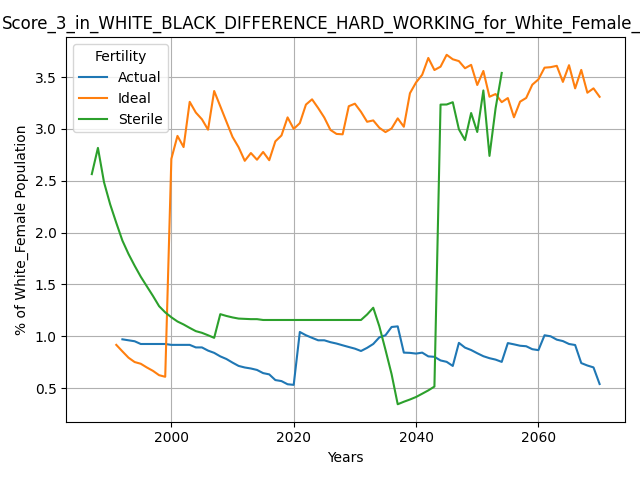 Score_3_in_WHITE_BLACK_DIFFERENCE_HARD_WORKING_for_White_Female_
Fertility
Actual
Ideal
Sterile
% of White_Female Population
3.5
3.0
2.5
2.0
1.5
1.0
0.5
2000
2020
2040
2060
Years